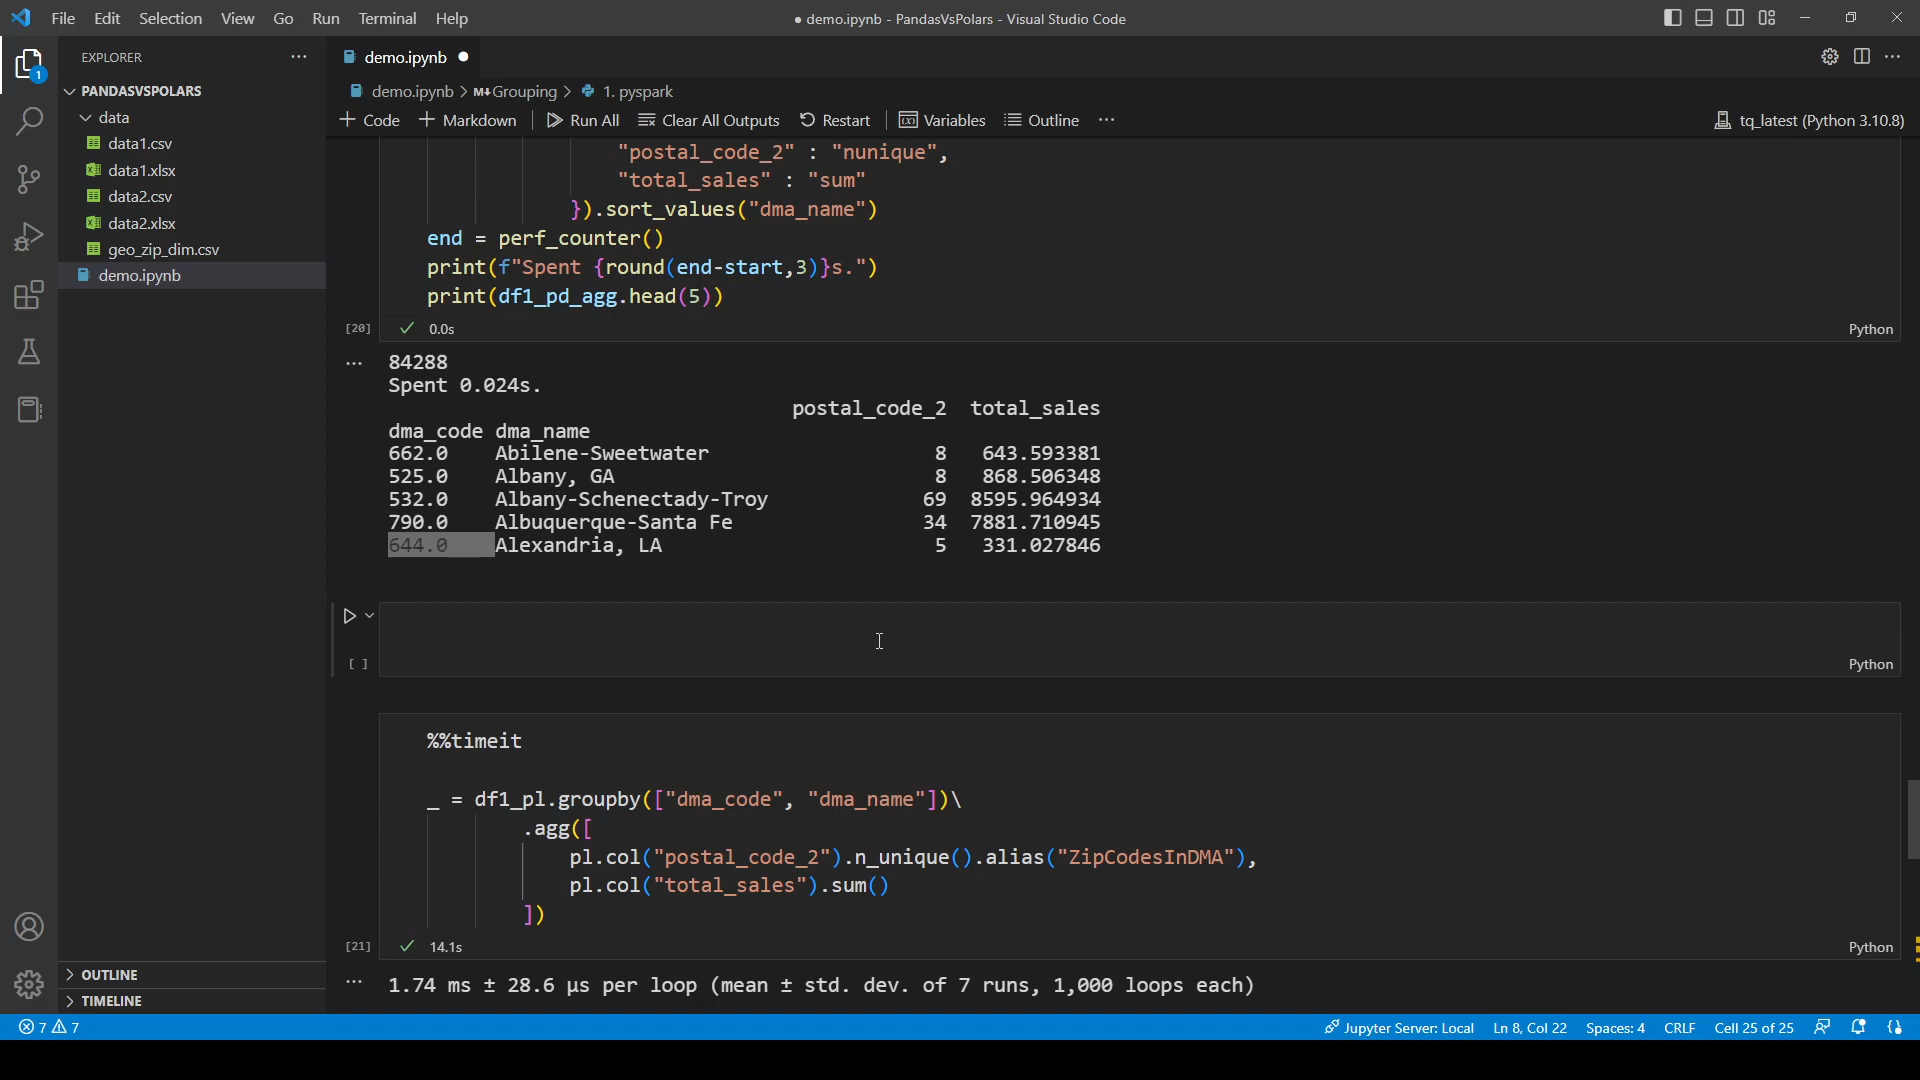 File Edit Selection View Go Run Terminal Help
● demo.ipynb - PandasVsPolars - Visual Studio Code
EXPLORER
1
PANDASVSPOLARS
data
data1.csv
data1.xlsx
data2.csv
data2.xlsx
geo_zip_dim.csv
demo.ipynb
OUTLINE
TIMELINE
demo.ipynb
demo.ipynb > M↓Grouping > 1. pyspark
+ Code + Markdown Run All Clear All Outputs Restart Variables Outline ...
tq_latest (Python 3.10.8)
"postal_code_2" : "nunique",
"total_sales" : "sum"
}).sort_values("dma_name")
end = perf_counter()
print(f"Spent {round(end-start,3)}s.")
print(df1_pd_agg.head(5))
[20] ✓ 0.0s Python
84288
Spent 0.024s.
postal_code_2 total_sales
dma_code dma_name
662.0 Abilene-Sweetwater 8 643.593381
525.0 Albany, GA 8 868.506348
532.0 Albany-Schenectady-Troy 69 8595.964934
790.0 Albuquerque-Santa Fe 34 7881.710945
644.0 Alexandria, LA 5 331.027846
[ ] Python
%%timeit
_ = df1_pl.groupby(["dma_code", "dma_name"])\
.agg([
pl.col("postal_code_2").n_unique().alias("ZipCodesInDMA"),
pl.col("total_sales").sum()
])
[21] ✓ 14.1s Python
1.74 ms ± 28.6 µs per loop (mean ± std. dev. of 7 runs, 1,000 loops each)
7 7 Jupyter Server: Local Ln 8, Col 22 Spaces: 4 CRLF Cell 25 of 25